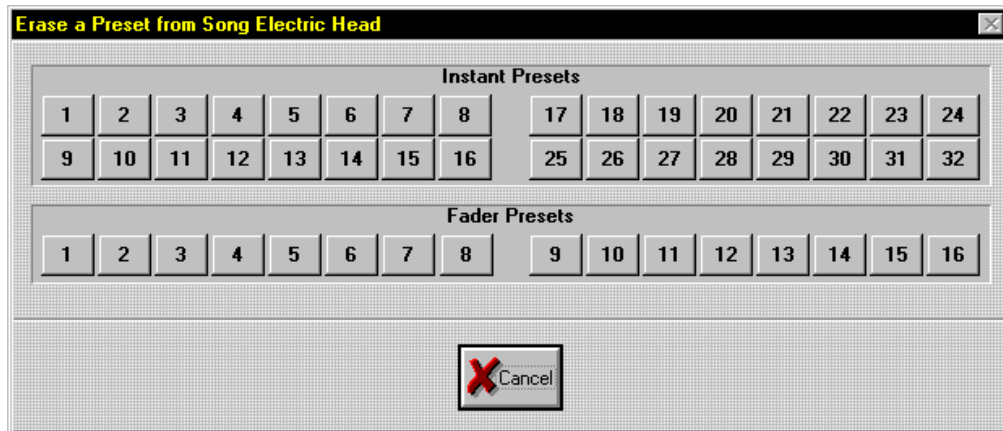 Erase a Preset from Song Electric Head
Instant Presets
1 2 3 4 5 6 7 8 17 18 19 20 21 22 23 24
9 10 11 12 13 14 15 16 25 26 27 28 29 30 31 32
Fader Presets
1 2 3 4 5 6 7 8 9 10 11 12 13 14 15 16
Cancel